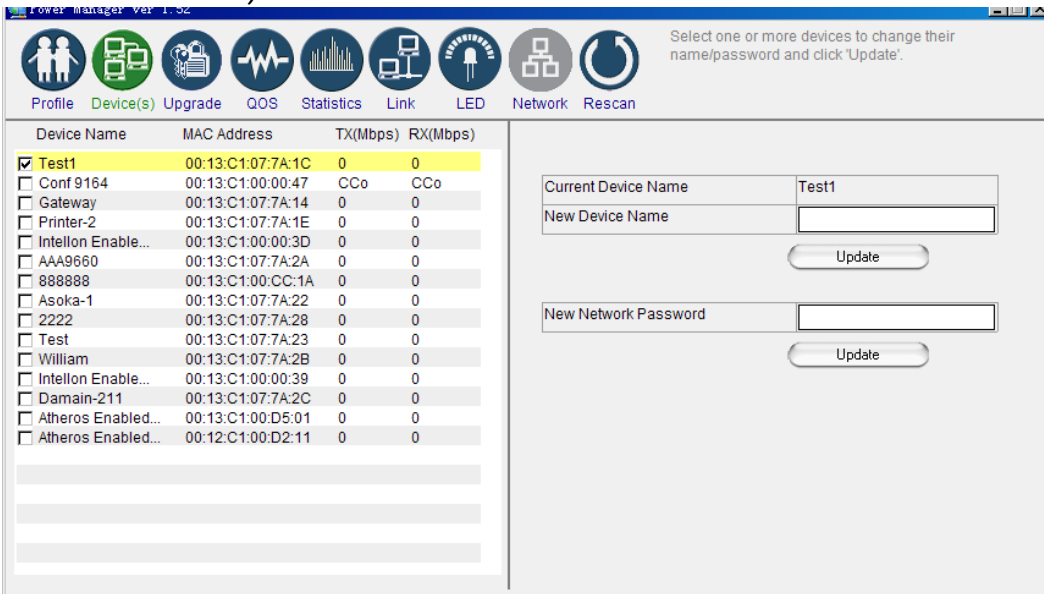 Power Manager Ver 1.52
Select one or more devices to change their
name/password and click 'Update'.
Profile Device(s) Upgrade QOS Statistics Link LED Network Rescan
Device Name MAC Address TX(Mbps) RX(Mbps)
Test1 00:13:C1:07:7A:1C 0 0
Conf 9164 00:13:C1:00:00:47 CCo CCo
Gateway 00:13:C1:07:7A:14 0 0
Printer-2 00:13:C1:07:7A:1E 0 0
Intellon Enable... 00:13:C1:00:00:3D 0 0
AAA9660 00:13:C1:07:7A:2A 0 0
888888 00:13:C1:00:CC:1A 0 0
Asoka-1 00:13:C1:07:7A:22 0 0
2222 00:13:C1:07:7A:28 0 0
Test 00:13:C1:07:7A:23 0 0
William 00:13:C1:07:7A:2B 0 0
Intellon Enable... 00:13:C1:00:00:39 0 0
Damain-211 00:13:C1:07:7A:2C 0 0
Atheros Enabled... 00:13:C1:00:D5:01 0 0
Atheros Enabled... 00:12:C1:00:D2:11 0 0
Current Device Name Test1
New Device Name
Update
New Network Password
Update